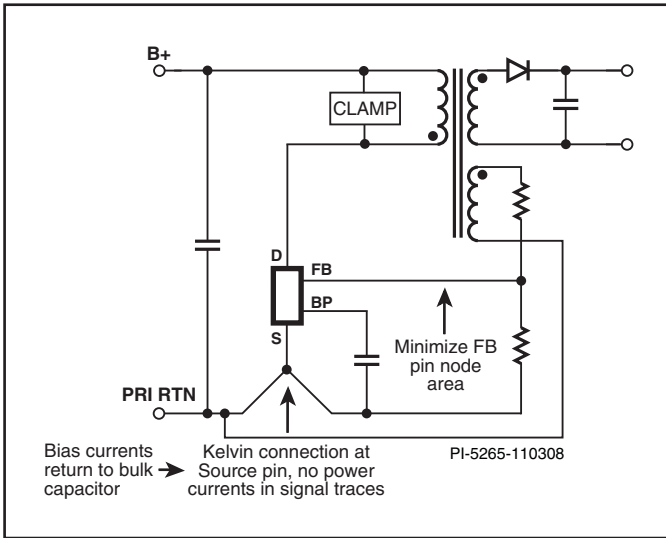 B+
CLAMP
D
FB
BP
S
Minimize FB
pin node
area
PRI RTN
Bias currents
return to bulk
capacitor
Kelvin connection at
Source pin, no power
currents in signal traces
PI-5265-110308